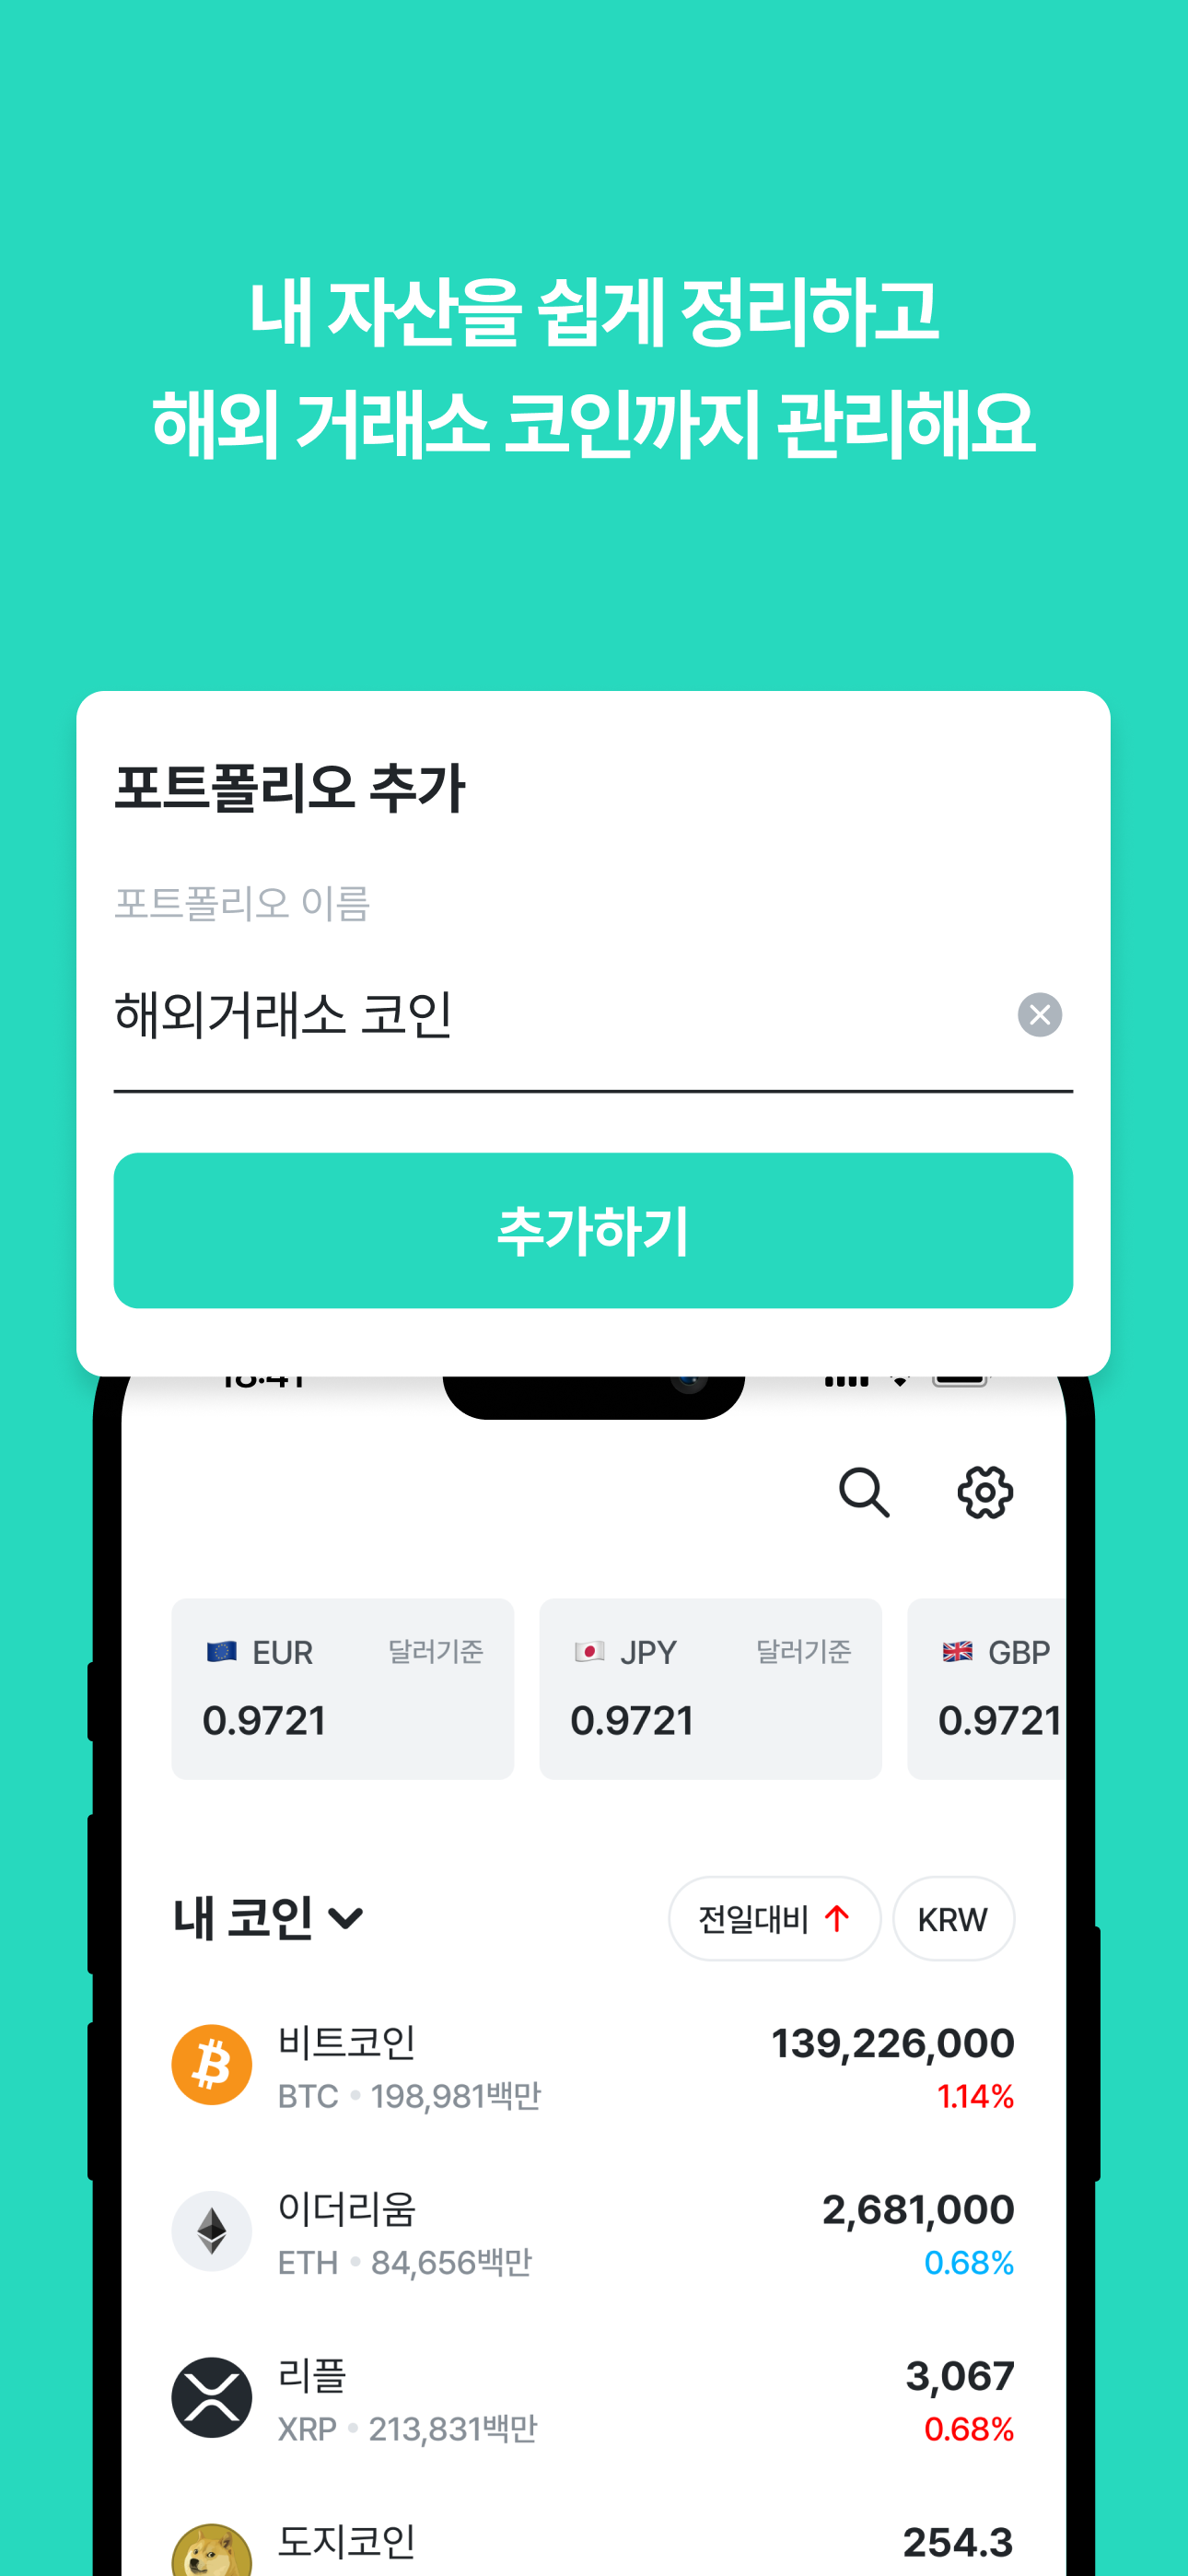 내 자산을 쉽게 정리하고
해외 거래소 코인까지 관리해요
포트폴리오 추가
포트폴리오 이름
해외거래소 코인
추가하기
18:41
EUR 달러기준
0.9721
JPY 달러기준
0.9721
GBP
0.9721
내 코인
전일대비 ↑
KRW
비트코인 139,226,000
BTC • 198,981백만 1.14%
이더리움 2,681,000
ETH • 84,656백만 0.68%
리플 3,067
XRP • 213,831백만 0.68%
도지코인 254.3